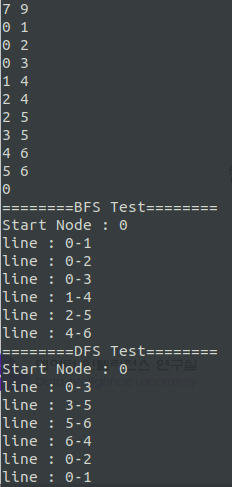 7 9
0 1
0 2
0 3
1 4
2 4
2 5
3 5
4 6
5 6
0
========BFS Test========
Start Node : 0
line : 0-1
line : 0-2
line : 0-3
line : 1-4
line : 2-5
line : 4-6
========DFS Test========
Start Node : 0
line : 0-3
line : 3-5
line : 5-6
line : 6-4
line : 0-2
line : 0-1